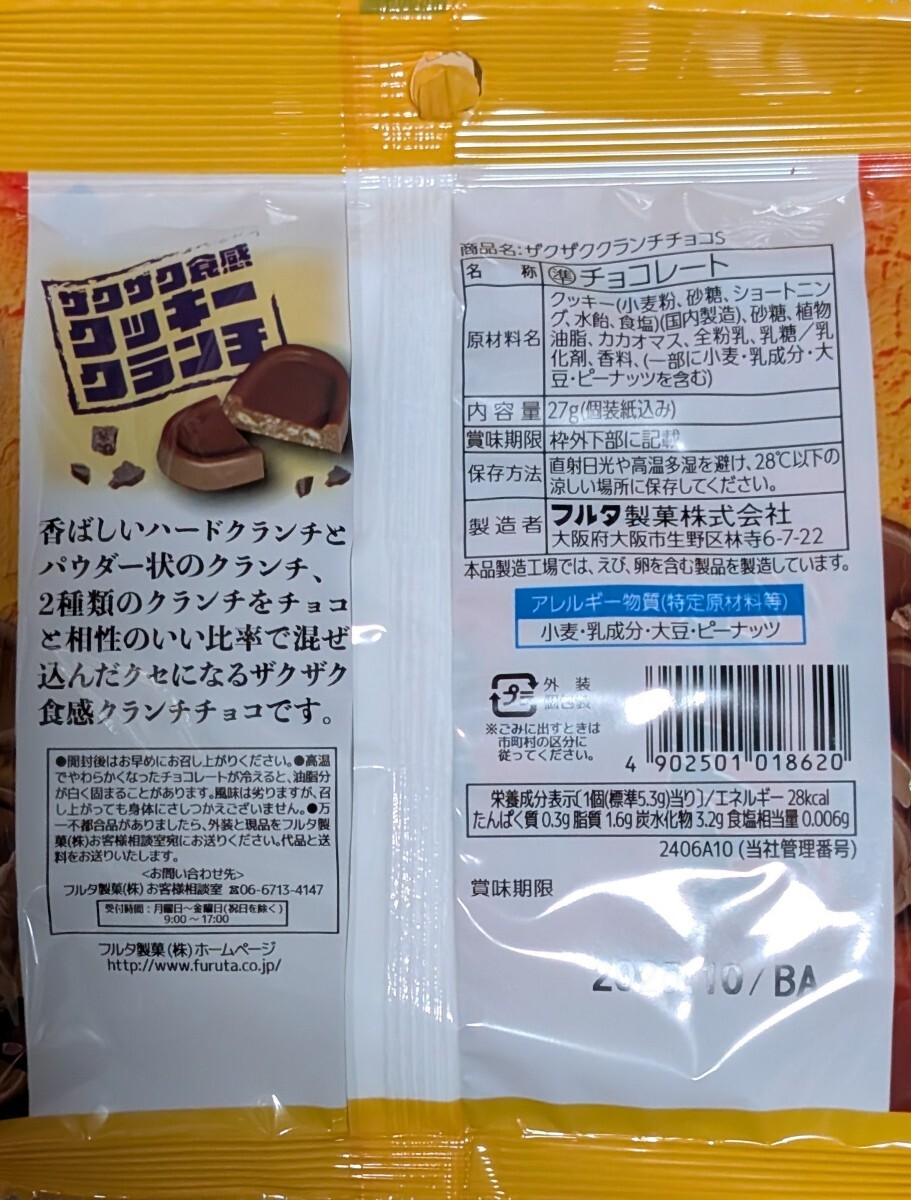 ザクザク食感
クッキー
クランチ
香ばしいハードクランチと
パウダー状のクランチ、
2種類のクランチをチョコ
と相性のいい比率で混ぜ
込んだクセになるザクザク
食感クランチチョコです。
●開封後はお早めにお召し上がりください。●高温
でやわらかくなったチョコレートが冷えると、油脂分
が白く固まることがあります。風味は劣りますが、召
し上がっても身体にさしつかえございません。●万
一不都合品がありましたら、外装と現品をフルタ製
菓(株)お客様相談室宛にお送りください。代品と送
料をお送りいたします。
<お問い合わせ先>
フルタ製菓(株)お客様相談室 ☎06-6713-4147
受付時間:月曜日〜金曜日(祝日を除く)
9:00〜17:00
フルタ製菓(株)ホームページ
http://www.furuta.co.jp/
商品名:ザクザククランチチョコS
名称 ㊜チョコレート
原材料名 クッキー(小麦粉、砂糖、ショートニン
グ、水飴、食塩)(国内製造)、砂糖、植物
油脂、カカオマス、全粉乳、乳糖/乳
化剤、香料、(一部に小麦・乳成分・大
豆・ピーナッツを含む)
内容量 27g(個装紙込み)
賞味期限 枠外下部に記載
保存方法 直射日光や高温多湿を避け、28℃以下の
涼しい場所に保存してください。
製造者 フルタ製菓株式会社
大阪府大阪市生野区林寺6-7-22
本品製造工場では、えび、卵を含む製品を製造しています。
アレルギー物質(特定原材料等)
小麦・乳成分・大豆・ピーナッツ
プラ 外装
個包装
※ごみに出すときは
市町村の区分に
従ってください。
4 902501 018620
栄養成分表示〔1個(標準5.3g)当り〕/エネルギー 28kcal
たんぱく質 0.3g 脂質 1.6g 炭水化物 3.2g 食塩相当量 0.006g
2406A10 (当社管理番号)
賞味期限
10/BA